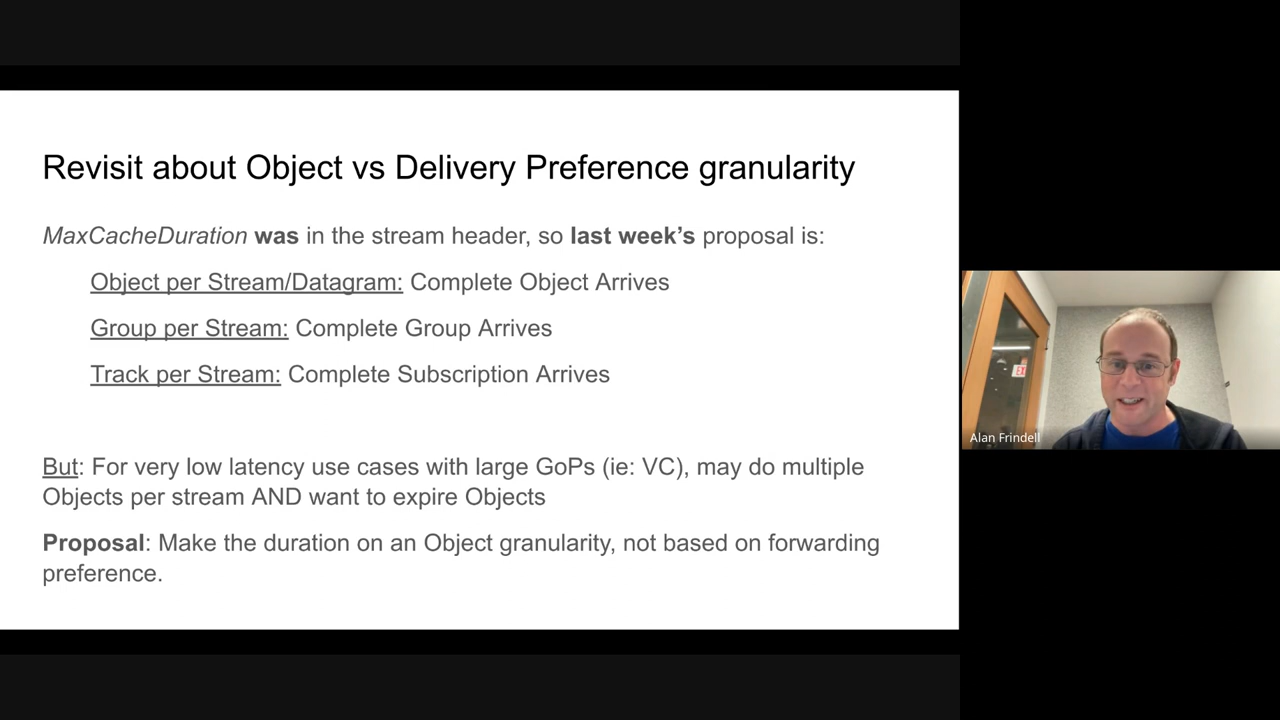 Revisit about Object vs Delivery Preference granularity
MaxCacheDuration was in the stream header, so last week's proposal is:
Object per Stream/Datagram: Complete Object Arrives
Group per Stream: Complete Group Arrives
Track per Stream: Complete Subscription Arrives
But: For very low latency use cases with large GoPs (ie: VC), may do multiple
Objects per stream AND want to expire Objects
Proposal: Make the duration on an Object granularity, not based on forwarding
preference.
Alan Frindell